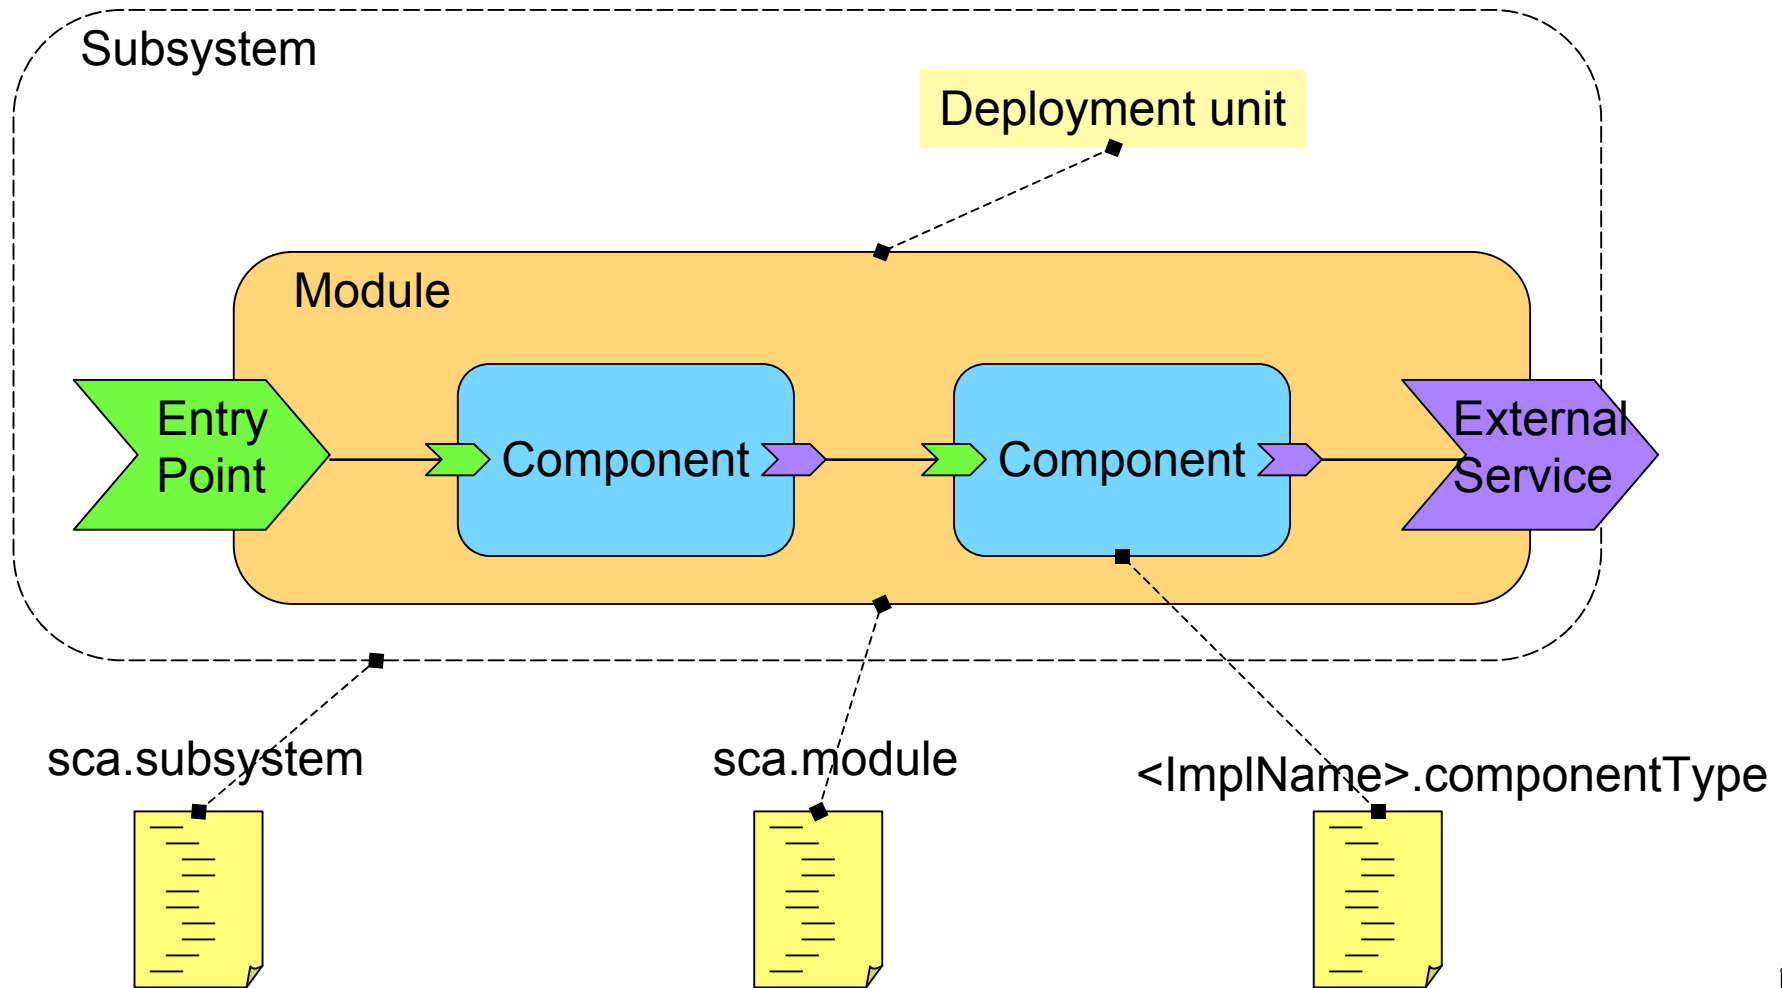 Subsystem
Deployment unit
Module
Entry
Point
Component
Component
External
Service
sca.subsystem
sca.module
<ImplName>.componentType